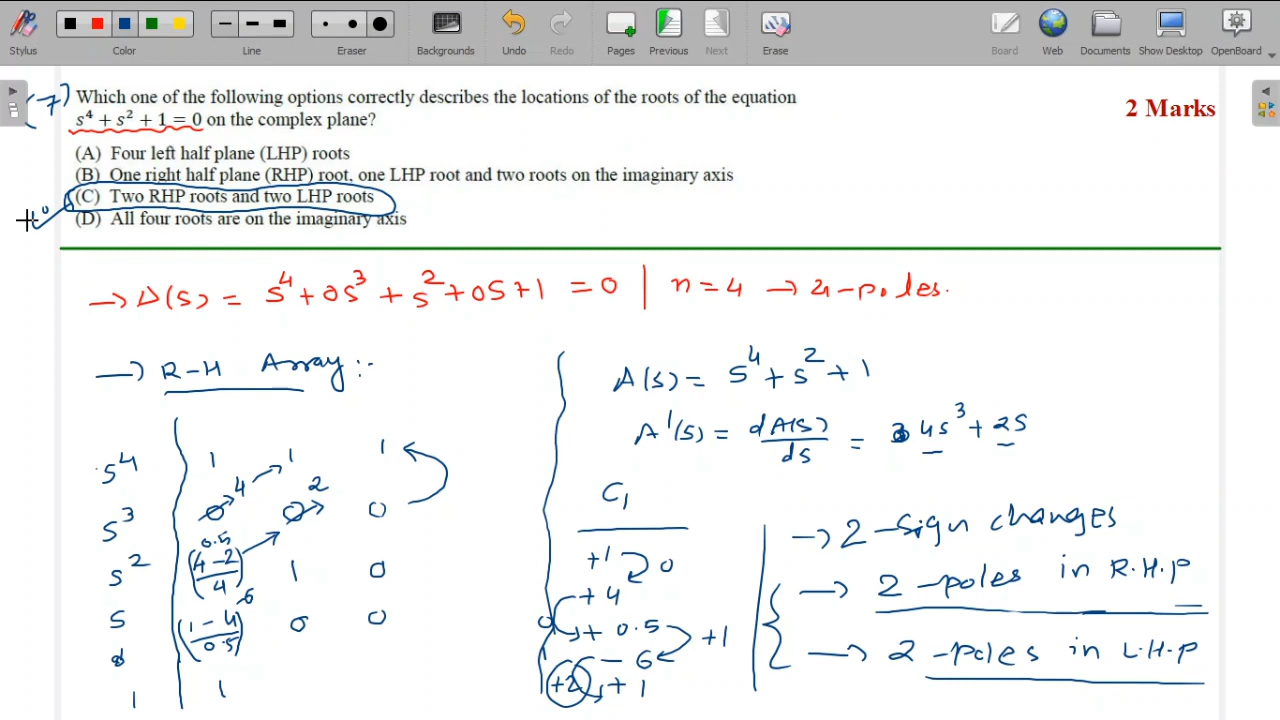 Stylus Color Line Eraser Backgrounds Undo Redo Pages Previous Next Erase Board Web Documents Show Desktop OpenBoard
(7) Which one of the following options correctly describes the locations of the roots of the equation
s⁴ + s² + 1 = 0 on the complex plane?
2 Marks
(A) Four left half plane (LHP) roots
(B) One right half plane (RHP) root, one LHP root and two roots on the imaginary axis
(C) Two RHP roots and two LHP roots
(D) All four roots are on the imaginary axis
→ Δ(s) = s⁴ + 0s³ + s² + 0s + 1 = 0 | n = 4 → 4-poles.
→ R-H Array :-
s⁴ 1 1 1
s³ 0 4 0 2 0
s² 0.5 (4-2)/4 1 0
s -6 (1-4)/0.5 0 0
1 1
A(s) = s⁴ + s² + 1
A'(s) = dA(s)/ds = 4s³ + 2s
C₁
+1 0
+4
0 + 0.5 +1
- 6
+2 + 1
→ 2-sign changes
→ 2-poles in R.H.P
→ 2-poles in L.H.P